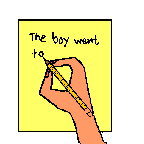 The boy went
to